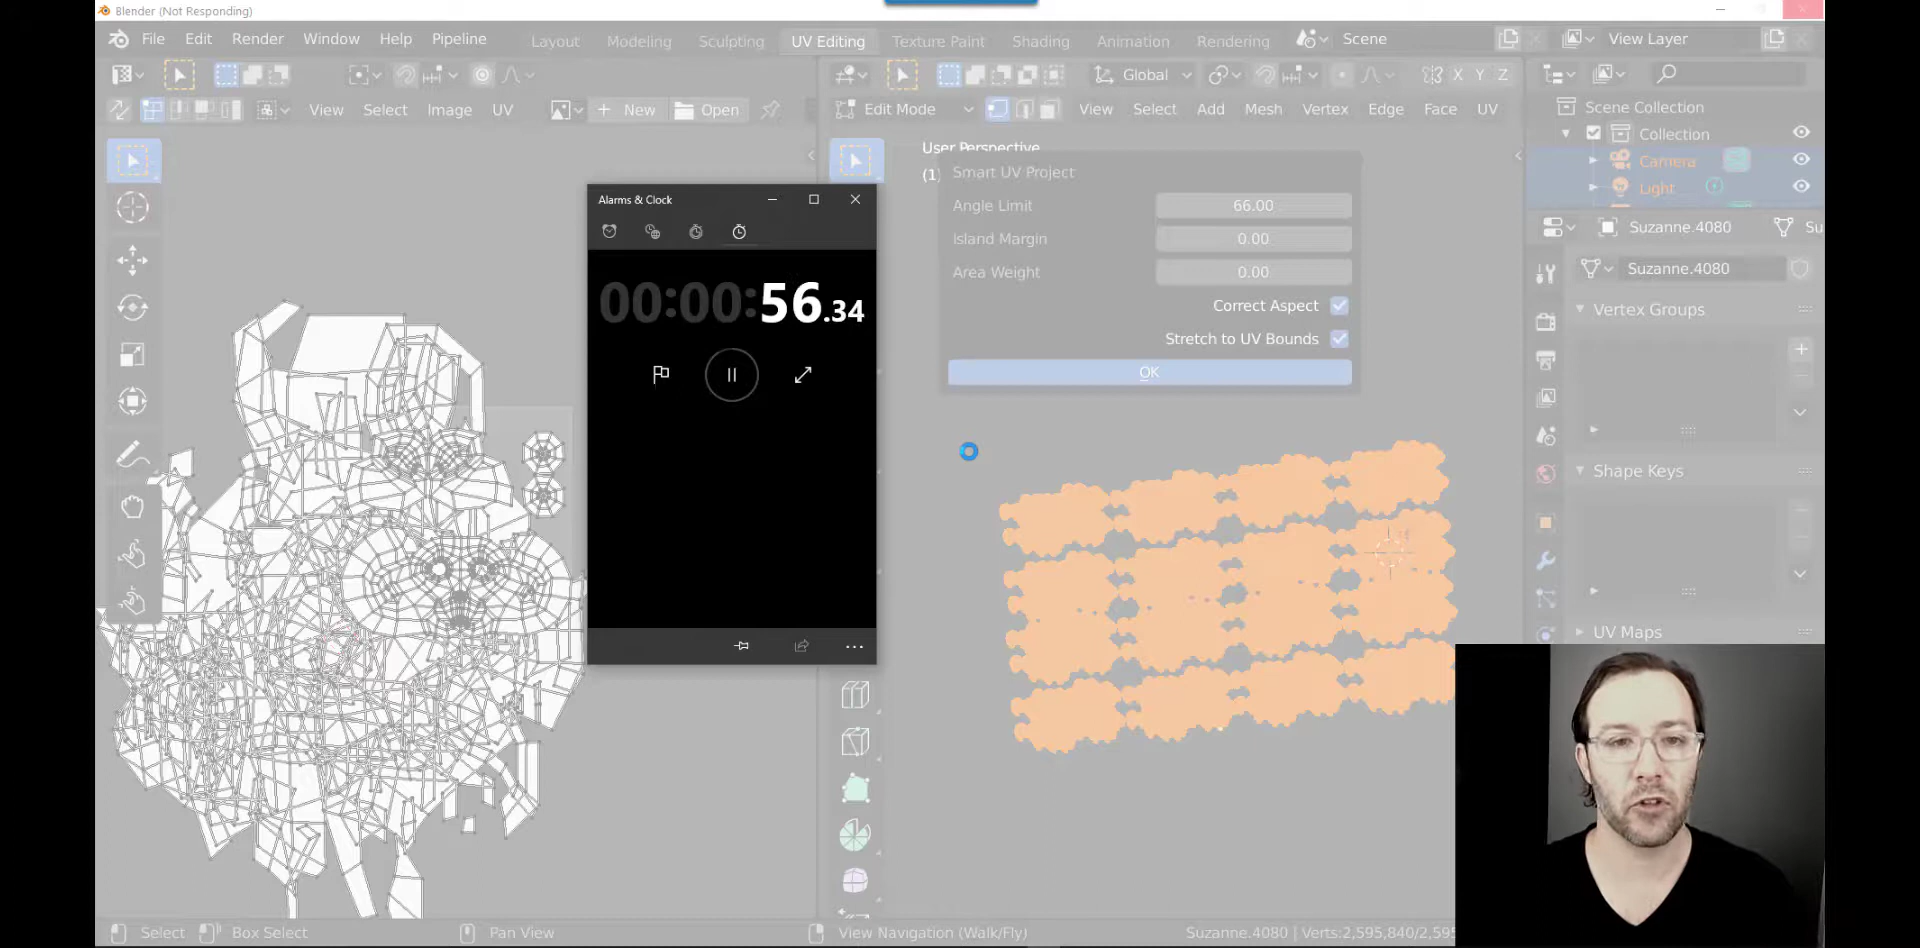 Blender (Not Responding)
File Edit Render Window Help Pipeline
Layout Modeling Sculpting UV Editing Texture Paint Shading Animation Rendering
Scene
View Layer
Global
X Y Z
View Select Image UV
New Open
Edit Mode
View Select Add Mesh Vertex Edge Face UV
Scene Collection
Collection
Camera
Light
User Perspective
(1)
Smart UV Project
Angle Limit 66.00
Island Margin 0.00
Area Weight 0.00
Correct Aspect
Stretch to UV Bounds
OK
Alarms & Clock
00:00:56.34
Suzanne.4080 Su
Suzanne.4080
Vertex Groups
Shape Keys
UV Maps
Select Box Select Pan View View Navigation (Walk/Fly)
Suzanne.4080 | Verts:2,595,840/2,595